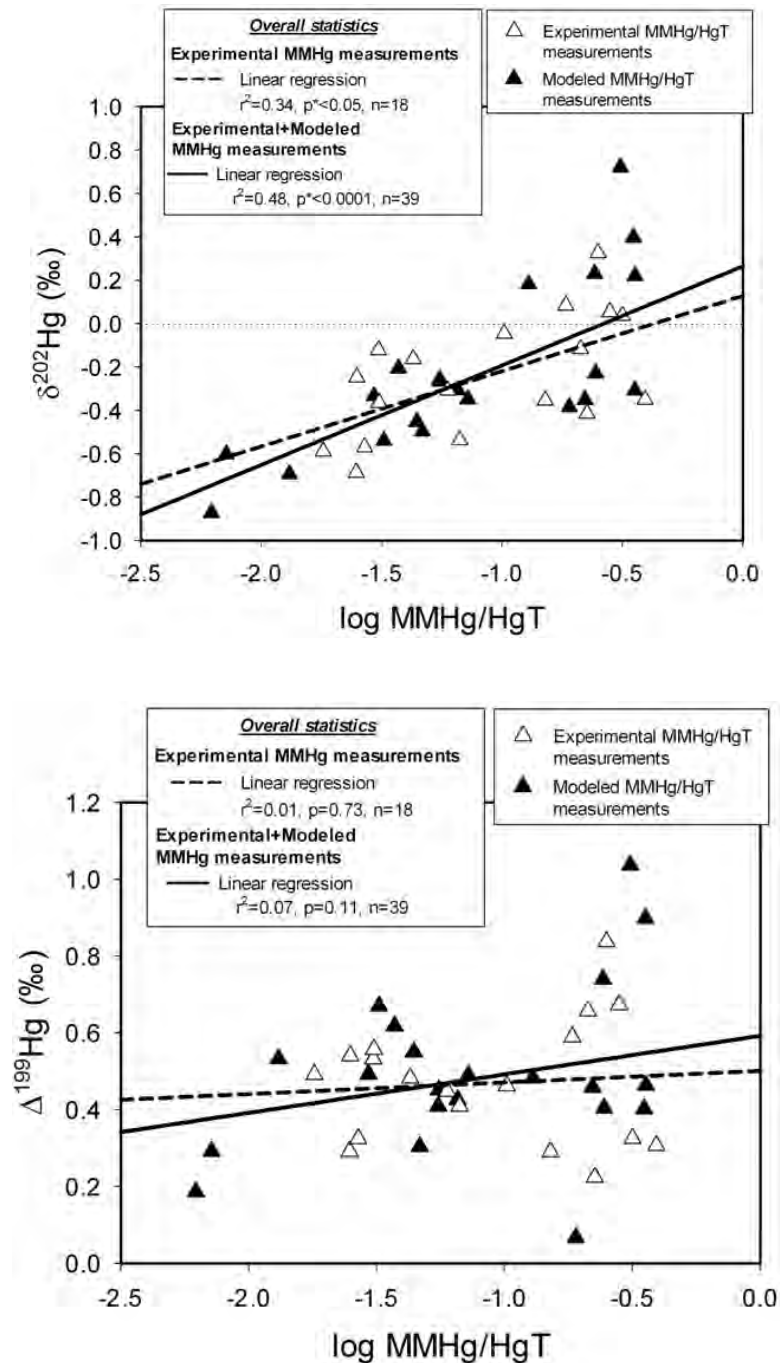 Overall statistics
Experimental MMHg measurements
Linear regression
r²=0.34, p*<0.05, n=18
Experimental+Modeled
MMHg measurements
Linear regression
r²=0.48, p*<0.0001, n=39
Experimental MMHg/HgT
measurements
Modeled MMHg/HgT
measurements
1.0
0.8
0.6
0.4
0.2
0.0
-0.2
-0.4
-0.6
-0.8
-1.0
δ²⁰²Hg (‰)
-2.5 -2.0 -1.5 -1.0 -0.5 0.0
log MMHg/HgT
Overall statistics
Experimental MMHg measurements
Linear regression
r²=0.01, p=0.73, n=18
Experimental+Modeled
MMHg measurements
Linear regression
r²=0.07, p=0.11, n=39
Experimental MMHg/HgT
measurements
Modeled MMHg/HgT
measurements
1.2
1.0
0.8
0.6
0.4
0.2
0.0
Δ¹⁹⁹Hg (‰)
-2.5 -2.0 -1.5 -1.0 -0.5 0.0
log MMHg/HgT